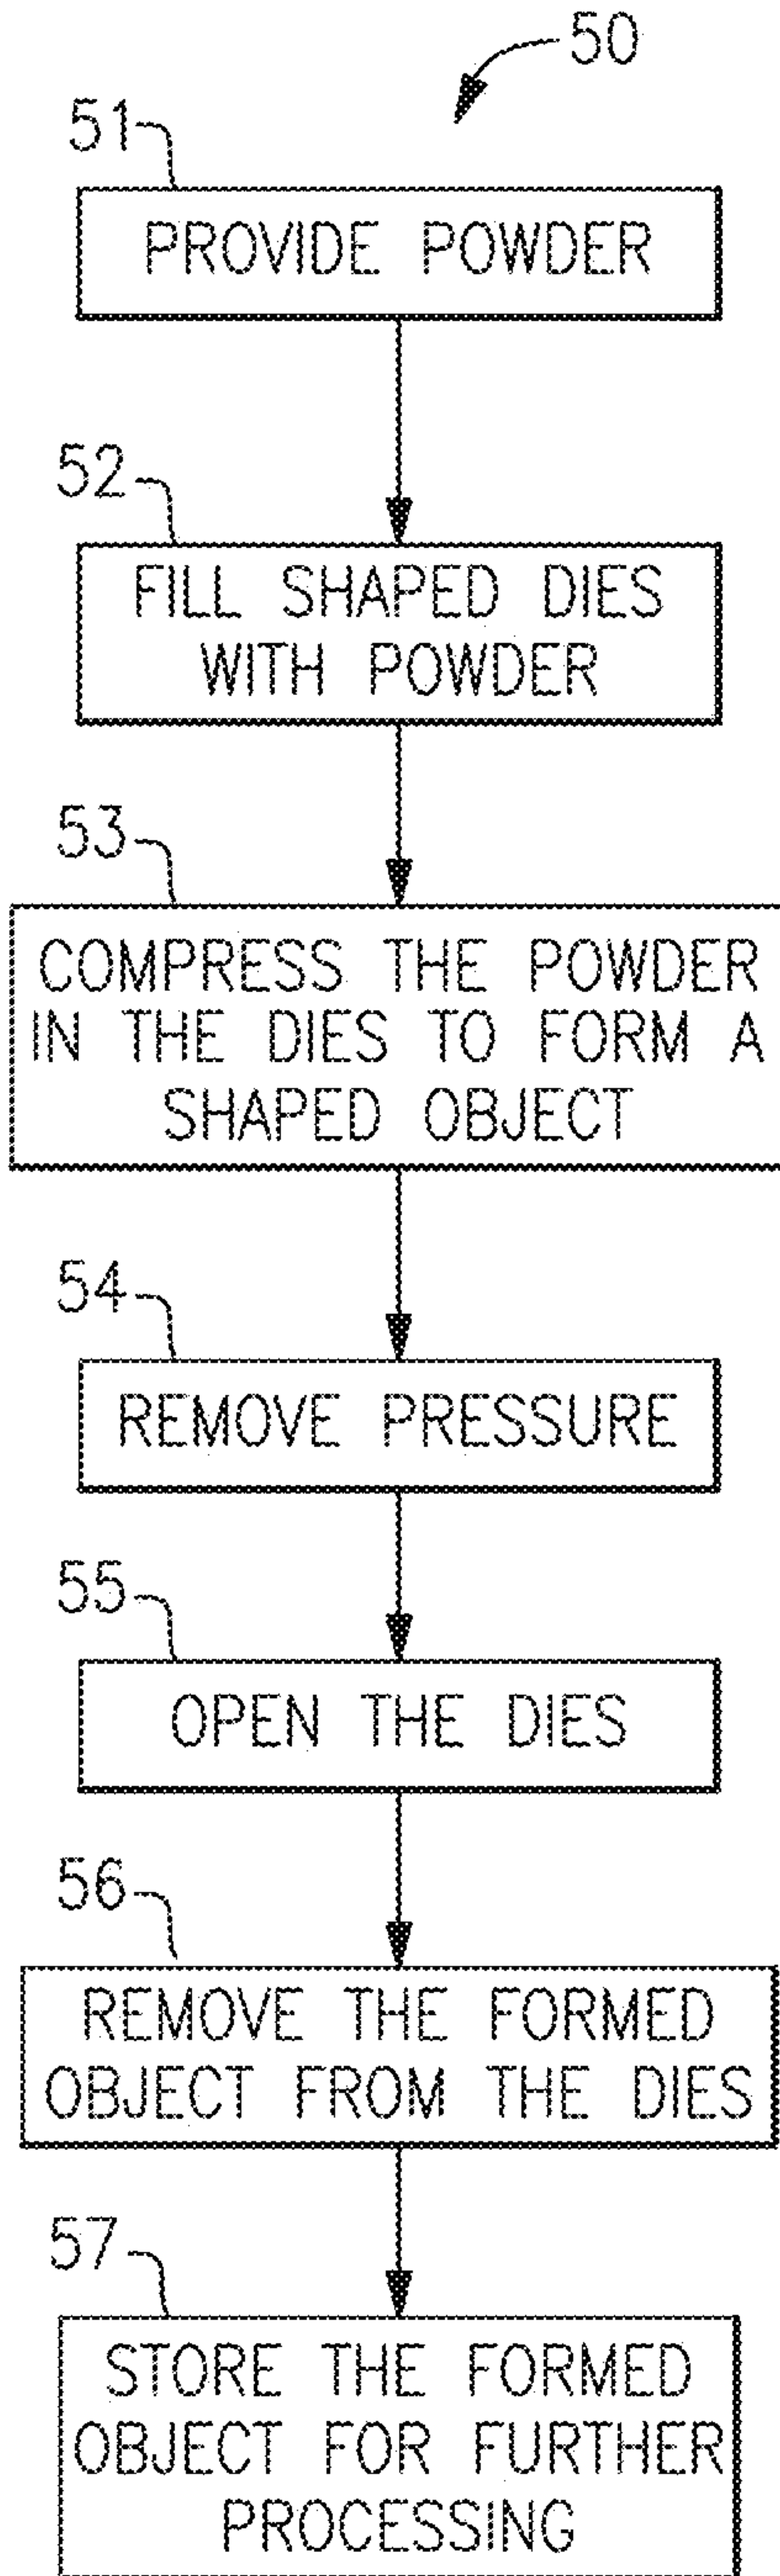 50
51
PROVIDE POWDER
52
FILL SHAPED DIES
WITH POWDER
53
COMPRESS THE POWDER
IN THE DIES TO FORM A
SHAPED OBJECT
54
REMOVE PRESSURE
55
OPEN THE DIES
56
REMOVE THE FORMED
OBJECT FROM THE DIES
57
STORE THE FORMED
OBJECT FOR FURTHER
PROCESSING